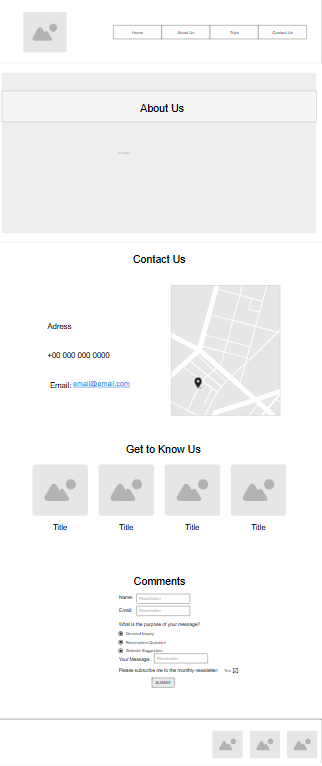 Home
About Us
Trips
Contact Us
About Us
Image
Contact Us
Adress
+00 000 000 0000
Email: email@email.com
Get to Know Us
Title Title Title Title
Comments
Name: Placeholder
Email: Placeholder
What is the purpose of your message?
General Inquiry
Reservation Question
Website Suggestion
Your Message: Placeholder
Please subscribe me to the monthly newsletter: Yes
SUBMIT